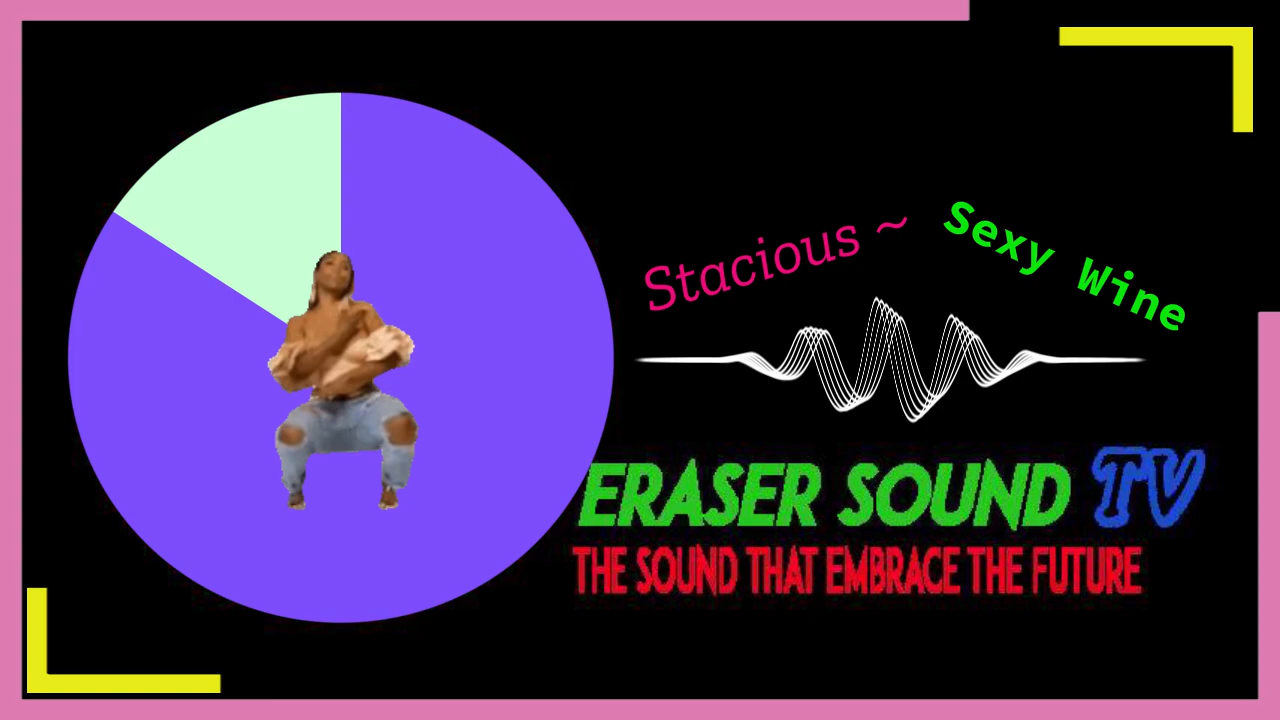 Stacious ~ Sexy Wine
ERASER SOUND TV
THE SOUND THAT EMBRACE THE FUTURE